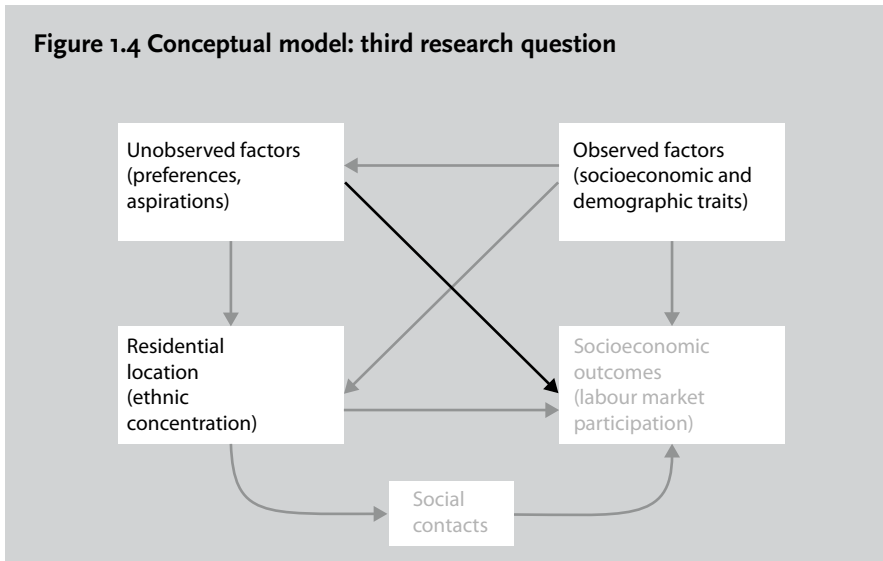 Figure 1.4 Conceptual model: third research question
Unobserved factors
(preferences,
aspirations)
Observed factors
(socioeconomic and
demographic traits)
Residential
location
(ethnic
concentration)
Socioeconomic
outcomes
(labour market
participation)
Social
contacts